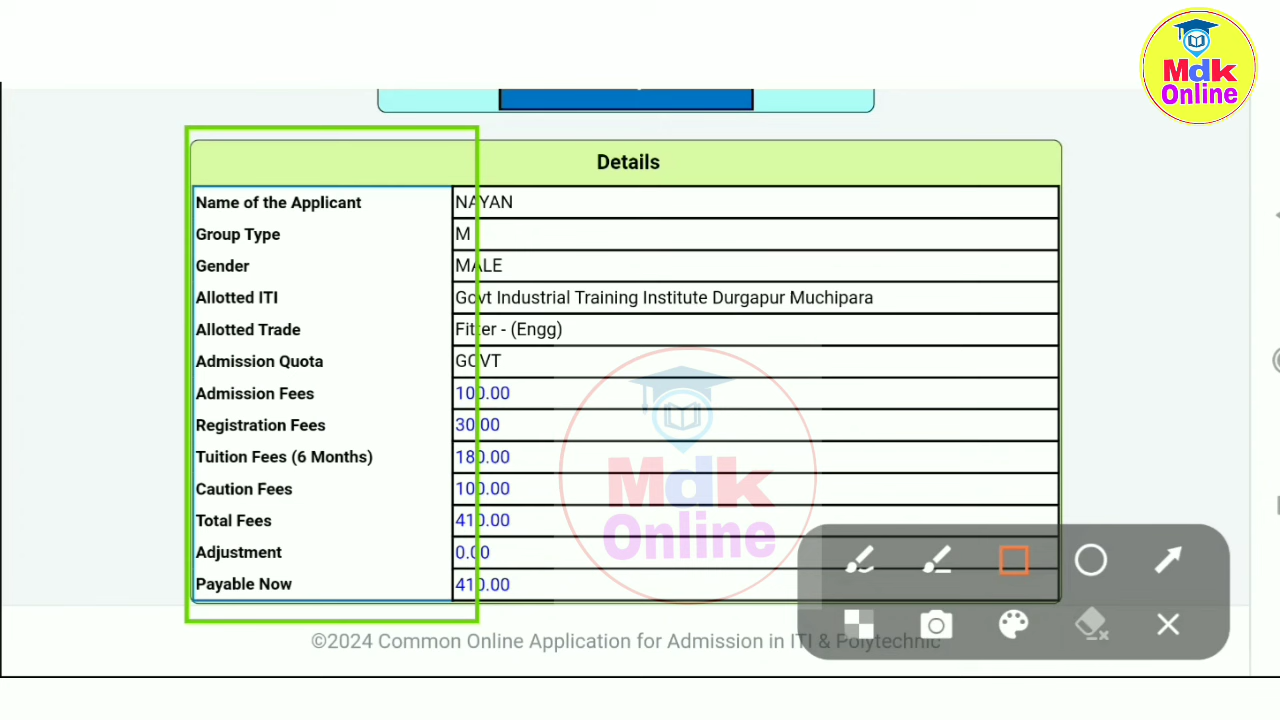 Mdk
Online
Details
Name of the Applicant NAYAN
Group Type M
Gender MALE
Allotted ITI Govt Industrial Training Institute Durgapur Muchipara
Allotted Trade Fitter - (Engg)
Admission Quota GOVT
Admission Fees 100.00
Registration Fees 30.00
Tuition Fees (6 Months) 180.00
Caution Fees 100.00
Total Fees 410.00
Adjustment 0.00
Payable Now 410.00
Mdk
Online
©2024 Common Online Application for Admission in ITI & Polytechnic